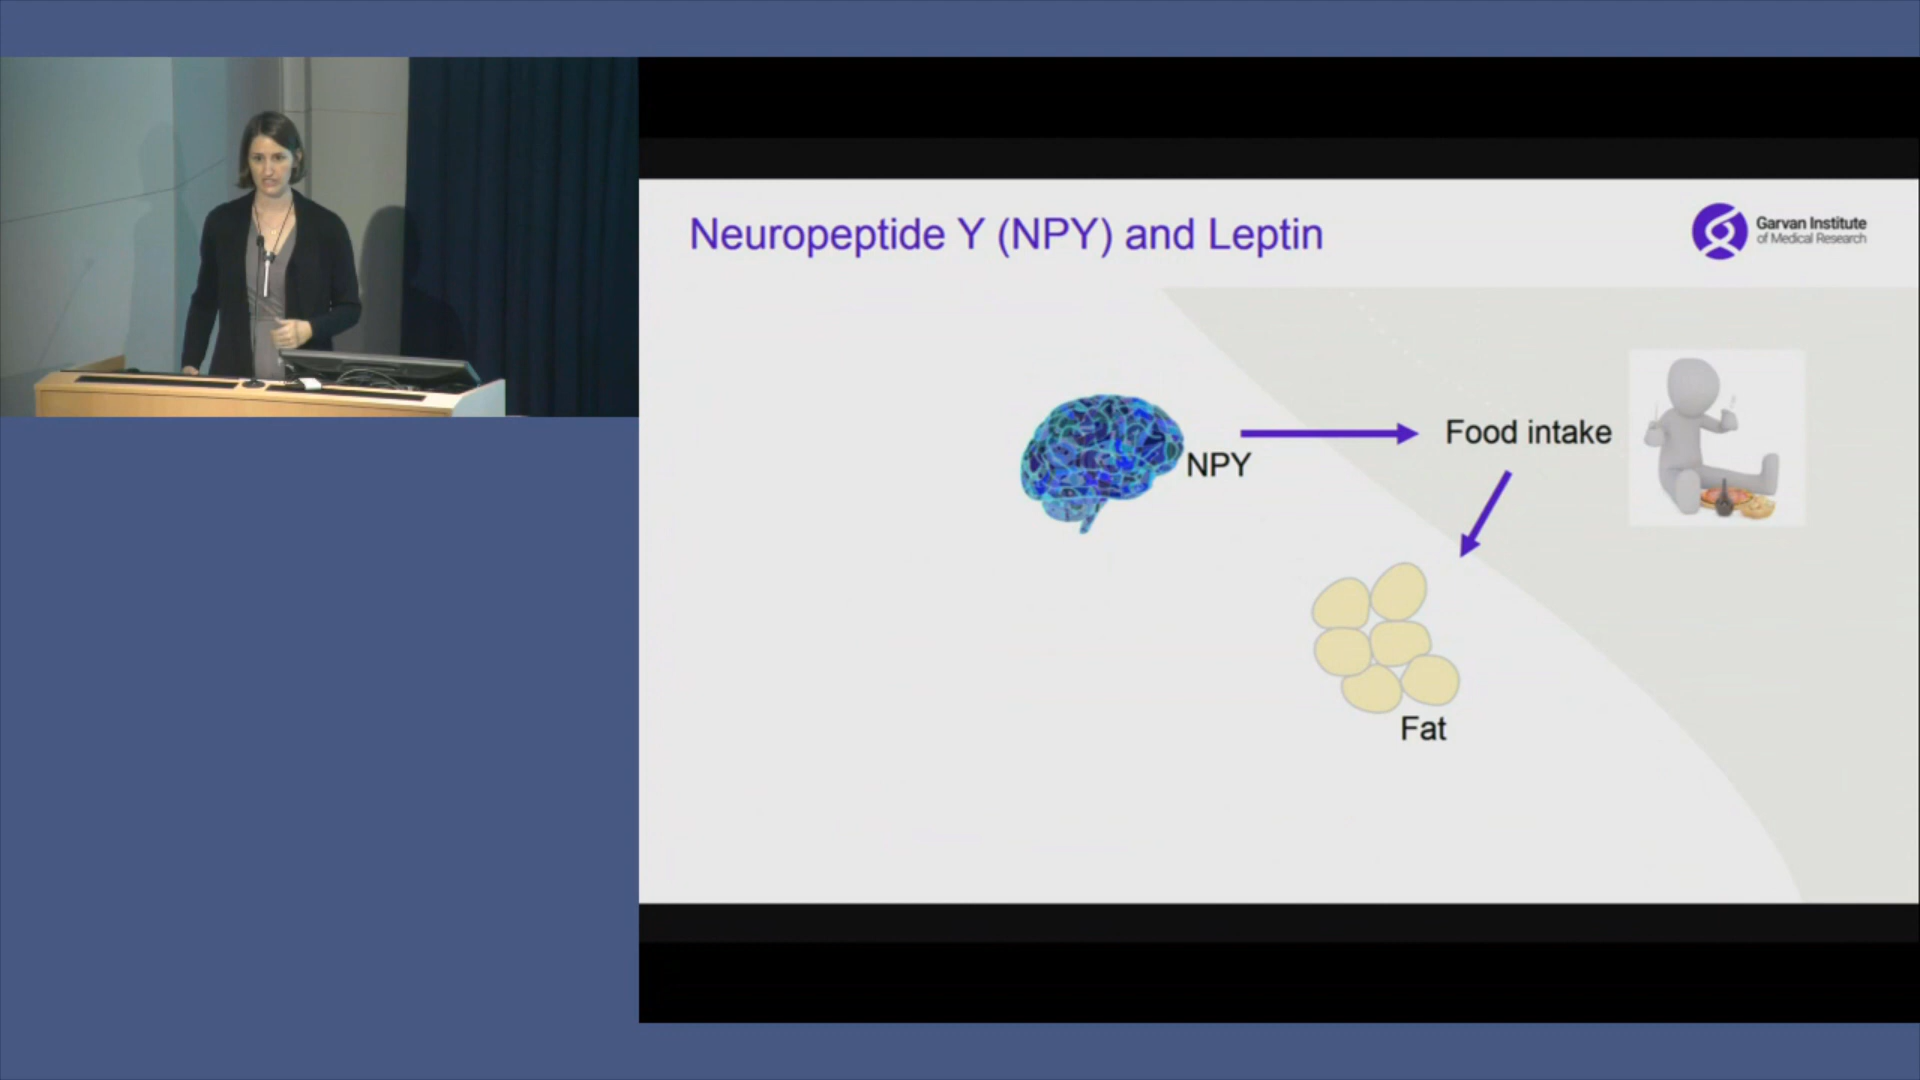 Neuropeptide Y (NPY) and Leptin
Garvan Institute
of Medical Research
Food intake
NPY
Fat